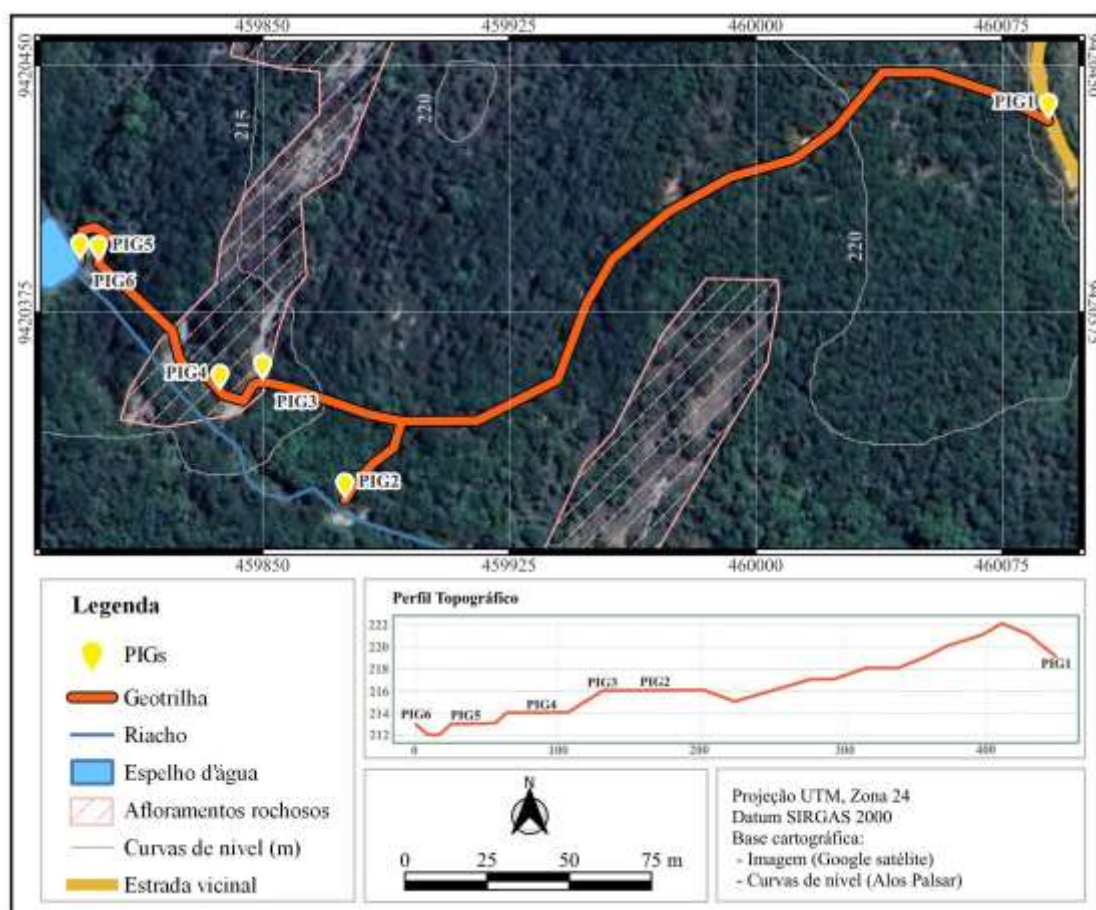 459850 459925 460000 460075
9420450 9420450
PIG1
220
215
220
PIG5
PIG6
9420375 9420375
PIG4
PIG3
PIG2
459850 459925 460000 460075
Legenda
PIGs
Geotrilha
Riacho
Espelho d'água
Afloramentos rochosos
Curvas de nível (m)
Estrada vicinal
Perfil Topográfico
222
220
218
216
214
212
PIG6 PIG5 PIG4 PIG3 PIG2 PIG1
0 100 200 300 400
N
0 25 50 75 m
Projeção UTM, Zona 24
Datum SIRGAS 2000
Base cartográfica:
- Imagem (Google satélite)
- Curvas de nível (Alos Palsar)